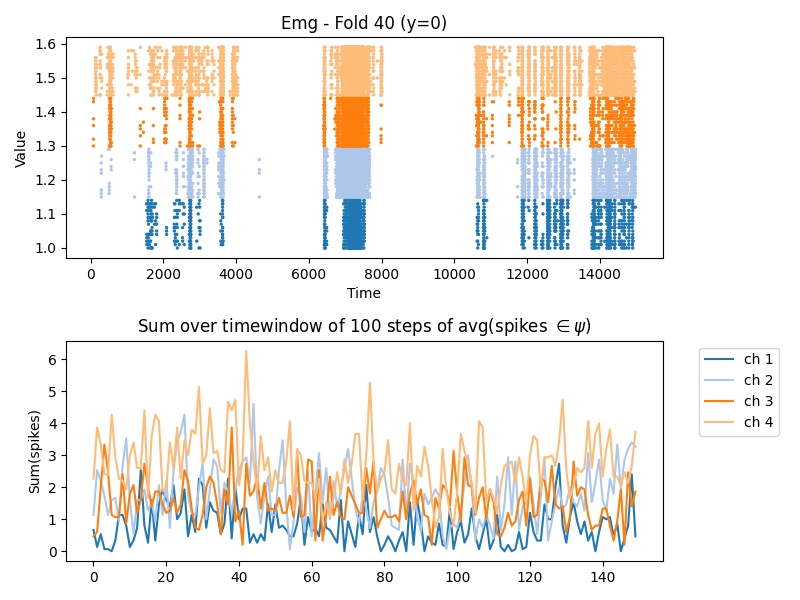 Emg - Fold 40 (y=0)
Value
1.6
1.5
1.4
1.3
1.2
1.1
1.0
0 2000 4000 6000 8000 10000 12000 14000
Time
Sum over timewindow of 100 steps of avg(spikes ∈ ψ)
Sum(spikes)
6
5
4
3
2
1
0
0 20 40 60 80 100 120 140
ch 1
ch 2
ch 3
ch 4